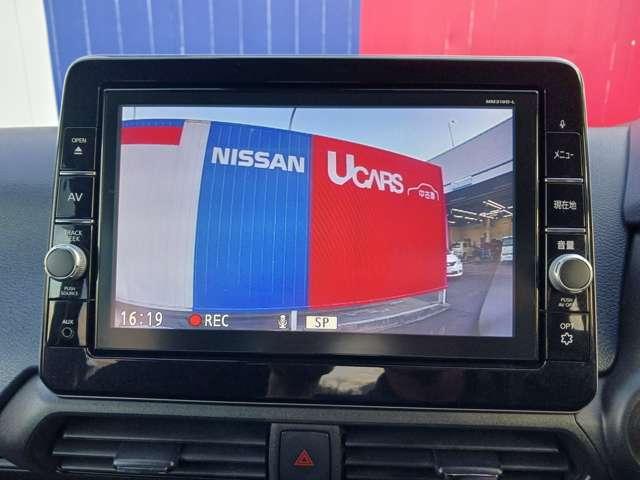 MM319D-L
OPEN
AV
TRACK
SEEK
PUSH
SOURCE
AUX
NISSAN
UCARS
中古車
16:19 REC SP
メニュー
現在地
音量
PUSH
AV OFF
OPT